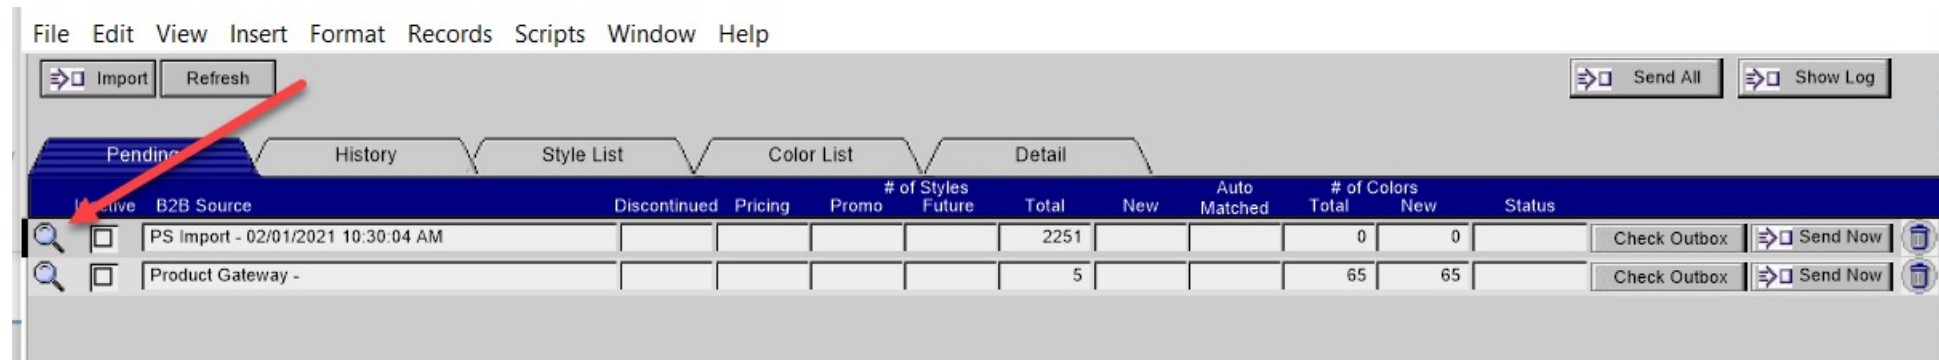 File Edit View Insert Format Records Scripts Window Help
Import Refresh Send All Show Log
Pending History Style List Color List Detail
# of Styles Auto # of Colors
Inactive B2B Source Discontinued Pricing Promo Future Total New Matched Total New Status
PS Import - 02/01/2021 10:30:04 AM 2251 0 0 Check Outbox Send Now
Product Gateway - 5 65 65 Check Outbox Send Now